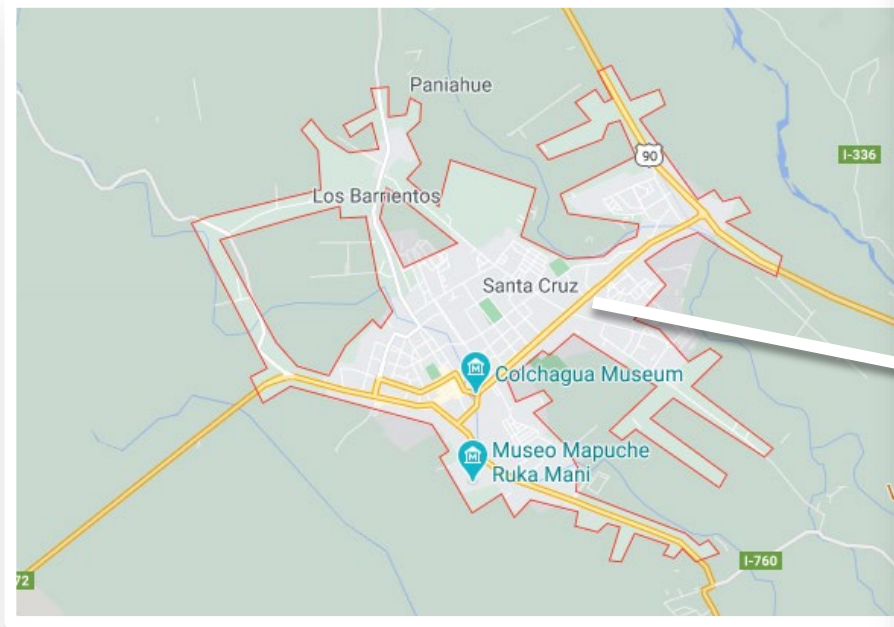 Paniahue
90
I-336
Los Barrientos
Santa Cruz
Colchagua Museum
Museo Mapuche
Ruka Mani
I-760
72